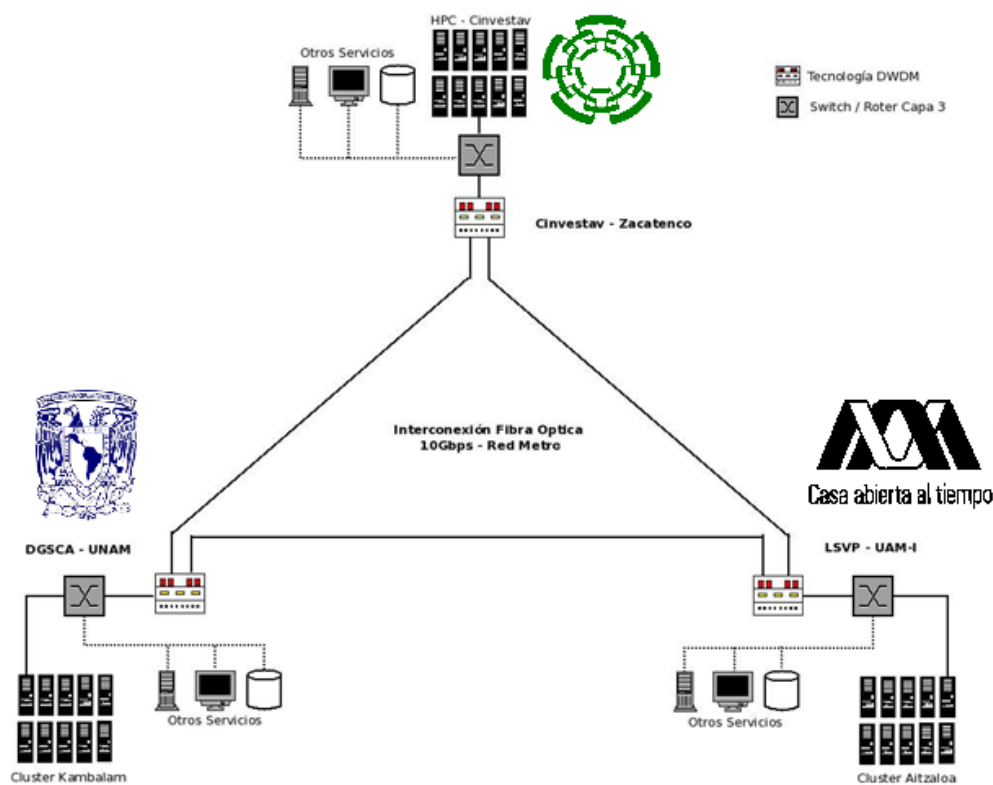 HPC - Cinvestav
Otros Servicios
Tecnología DWDM
Switch / Roter Capa 3
Cinvestav - Zacatenco
Interconexión Fibra Optica
10Gbps - Red Metro
Casa abierta al tiempo
DGSCA - UNAM
LSVP - UAM-I
Otros Servicios
Otros Servicios
Cluster Kambalam
Cluster Aitzaloa